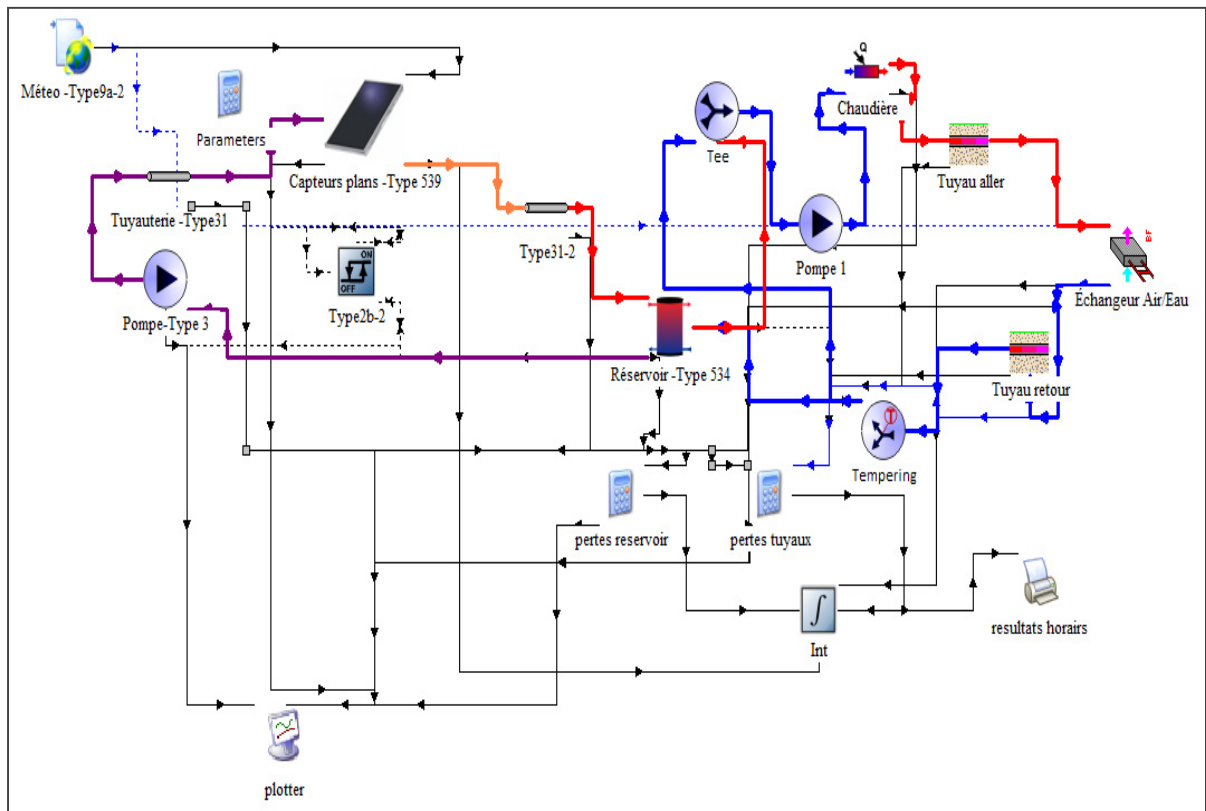 Q
Méteo -Type9a-2
Chaudière
Parameters
Tee
Capteurs plans -Type 539
Tuyau aller
Tuyauterie -Type31
Type31-2
BF
Pompe 1
ON
OFF
Échangeur Air/Eau
Pompe-Type 3
Type2b-2
Réservoir -Type 534
Tuyau retour
T
Tempering
pertes reservoir
pertes tuyaux
∫
resultats horairs
Int
plotter